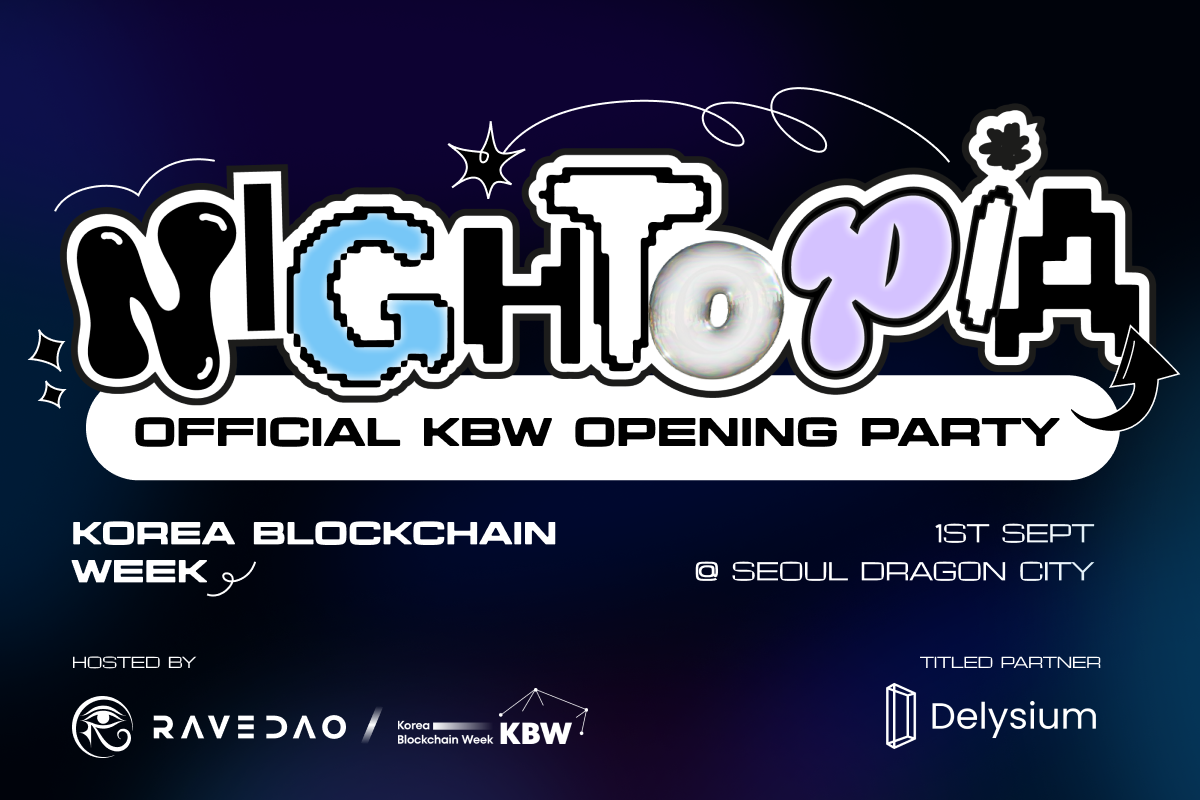 NIGHTOPiA
OFFICIAL KBW OPENING PARTY
KOREA BLOCKCHAIN
WEEK
1ST SEPT
@ SEOUL DRAGON CITY
HOSTED BY
RAVEDAO / Korea
Blockchain Week KBW
TITLED PARTNER
Delysium